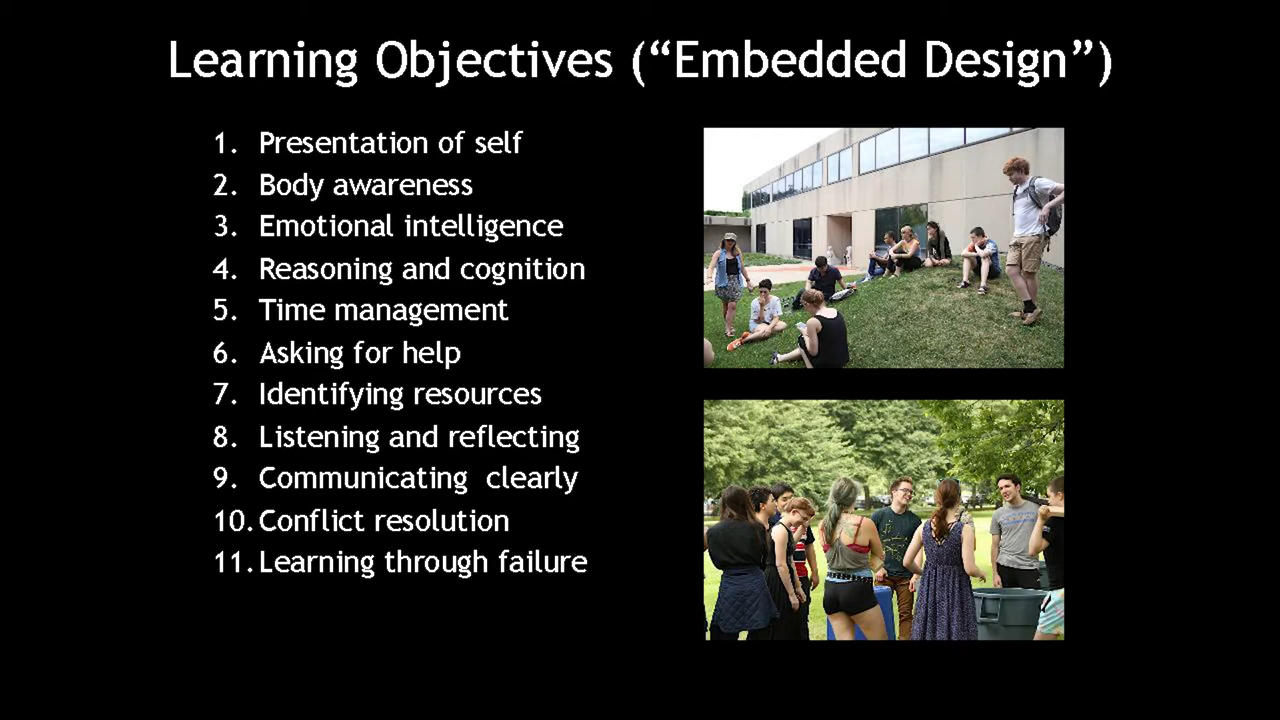 Learning Objectives (“Embedded Design”)
1. Presentation of self
2. Body awareness
3. Emotional intelligence
4. Reasoning and cognition
5. Time management
6. Asking for help
7. Identifying resources
8. Listening and reflecting
9. Communicating  clearly
10. Conflict resolution
11. Learning through failure